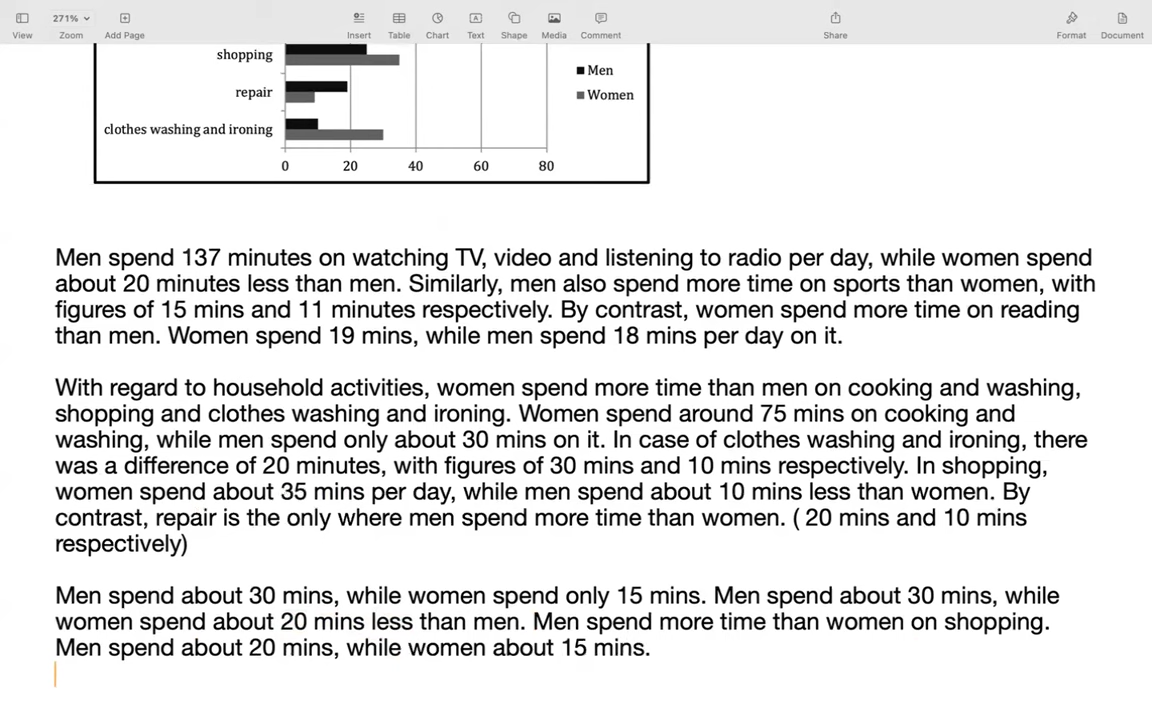 271%
View Zoom Add Page Insert Table Chart Text Shape Media Comment Share Format Document
shopping
repair
clothes washing and ironing
Men
Women
0 20 40 60 80
Men spend 137 minutes on watching TV, video and listening to radio per day, while women spend
about 20 minutes less than men. Similarly, men also spend more time on sports than women, with
figures of 15 mins and 11 minutes respectively. By contrast, women spend more time on reading
than men. Women spend 19 mins, while men spend 18 mins per day on it.
With regard to household activities, women spend more time than men on cooking and washing,
shopping and clothes washing and ironing. Women spend around 75 mins on cooking and
washing, while men spend only about 30 mins on it. In case of clothes washing and ironing, there
was a difference of 20 minutes, with figures of 30 mins and 10 mins respectively. In shopping,
women spend about 35 mins per day, while men spend about 10 mins less than women. By
contrast, repair is the only where men spend more time than women. ( 20 mins and 10 mins
respectively)
Men spend about 30 mins, while women spend only 15 mins. Men spend about 30 mins, while
women spend about 20 mins less than men. Men spend more time than women on shopping.
Men spend about 20 mins, while women about 15 mins.